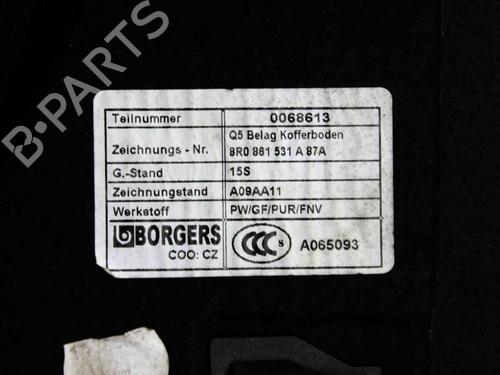 B-PARTS
Teilnummer 0068613
Q5 Belag Kofferboden
Zeichnungs - Nr. 8R0 861 531 A 87A
G.-Stand 15S
Zeichnungstand A09AA11
Werkstoff PW/GF/PUR/FNV
BORGERS
COO: CZ
CCC S A065093